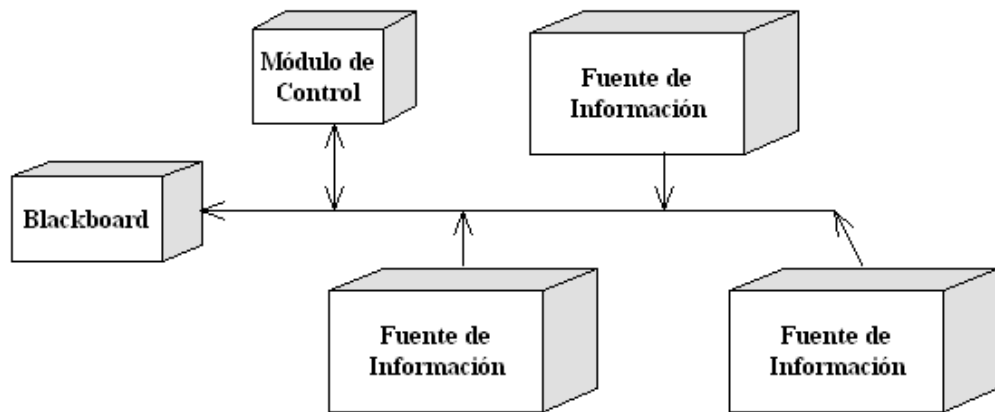 Módulo de
Control
Fuente de
Información
Blackboard
Fuente de
Información
Fuente de
Información